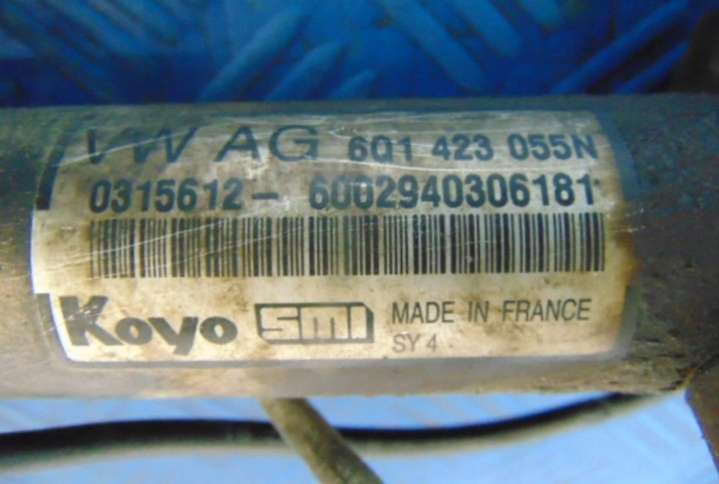 VW AG 6Q1 423 055N
0315612- 6002940306181
Koyo SMI MADE IN FRANCE
SY 4